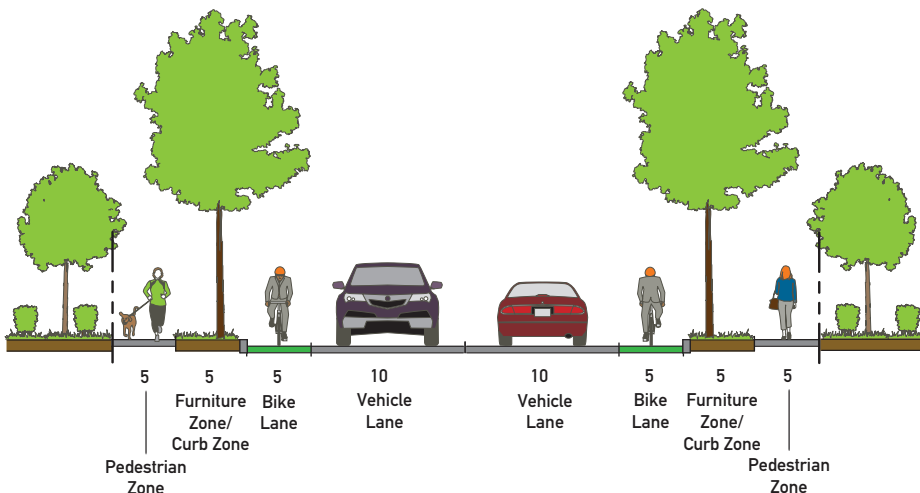 5 5 5 10 10 5 5 5
Furniture
Zone/
Curb Zone
Bike
Lane
Vehicle
Lane
Vehicle
Lane
Bike
Lane
Furniture
Zone/
Curb Zone
Pedestrian
Zone
Pedestrian
Zone